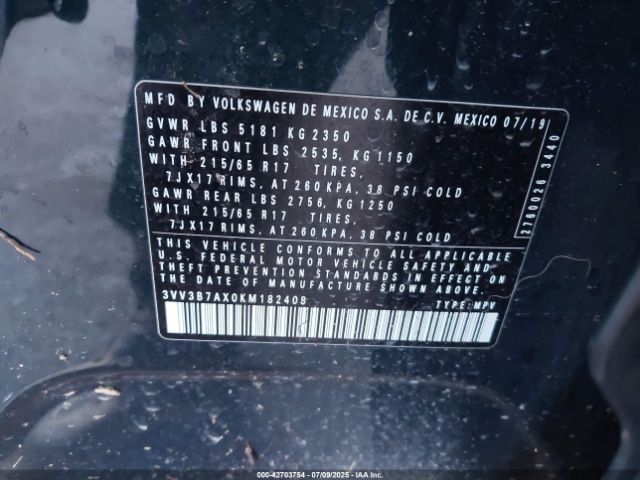 MFD BY VOLKSWAGEN DE MEXICO S.A. DE C.V. MEXICO 07/19
GVWR LBS 5181 KG 2350
GAWR FRONT LBS 2535, KG 1150
WITH 215/65 R17 TIRES,
7JX17 RIMS, AT 260 KPA, 38 PSI COLD
GAWR REAR LBS 2756, KG 1250
WITH 215/65 R17 TIRES,
7JX17 RIMS, AT 260 KPA, 38 PSI COLD
THIS VEHICLE CONFORMS TO ALL APPLICABLE
U.S. FEDERAL MOTOR VEHICLE SAFETY AND
THEFT PREVENTION STANDARDS IN EFFECT ON
THE DATE OF MANUFACTURE SHOWN ABOVE.
3VV3B7AX0KM182409 TYPE: MPV
2760026 3440
000-42703754 | 07/09/2025 | IAAI.COM